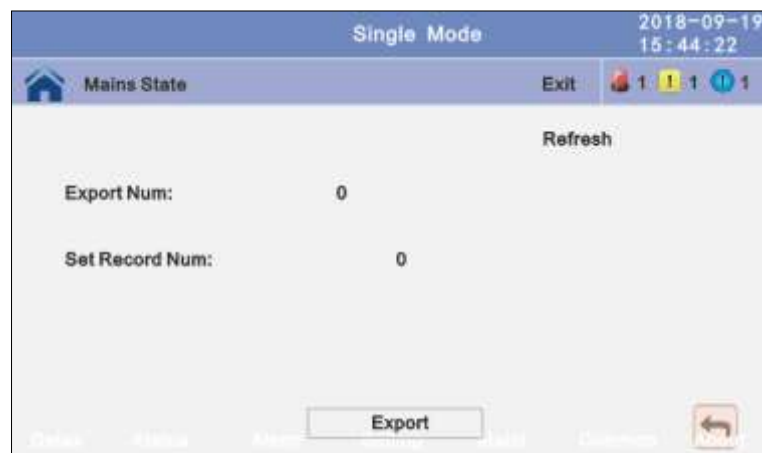 Single Mode
2018-09-19
15:44:22
Mains State
Exit
1
! 1
! 1
Refresh
Export Num: 0
Set Record Num: 0
Export